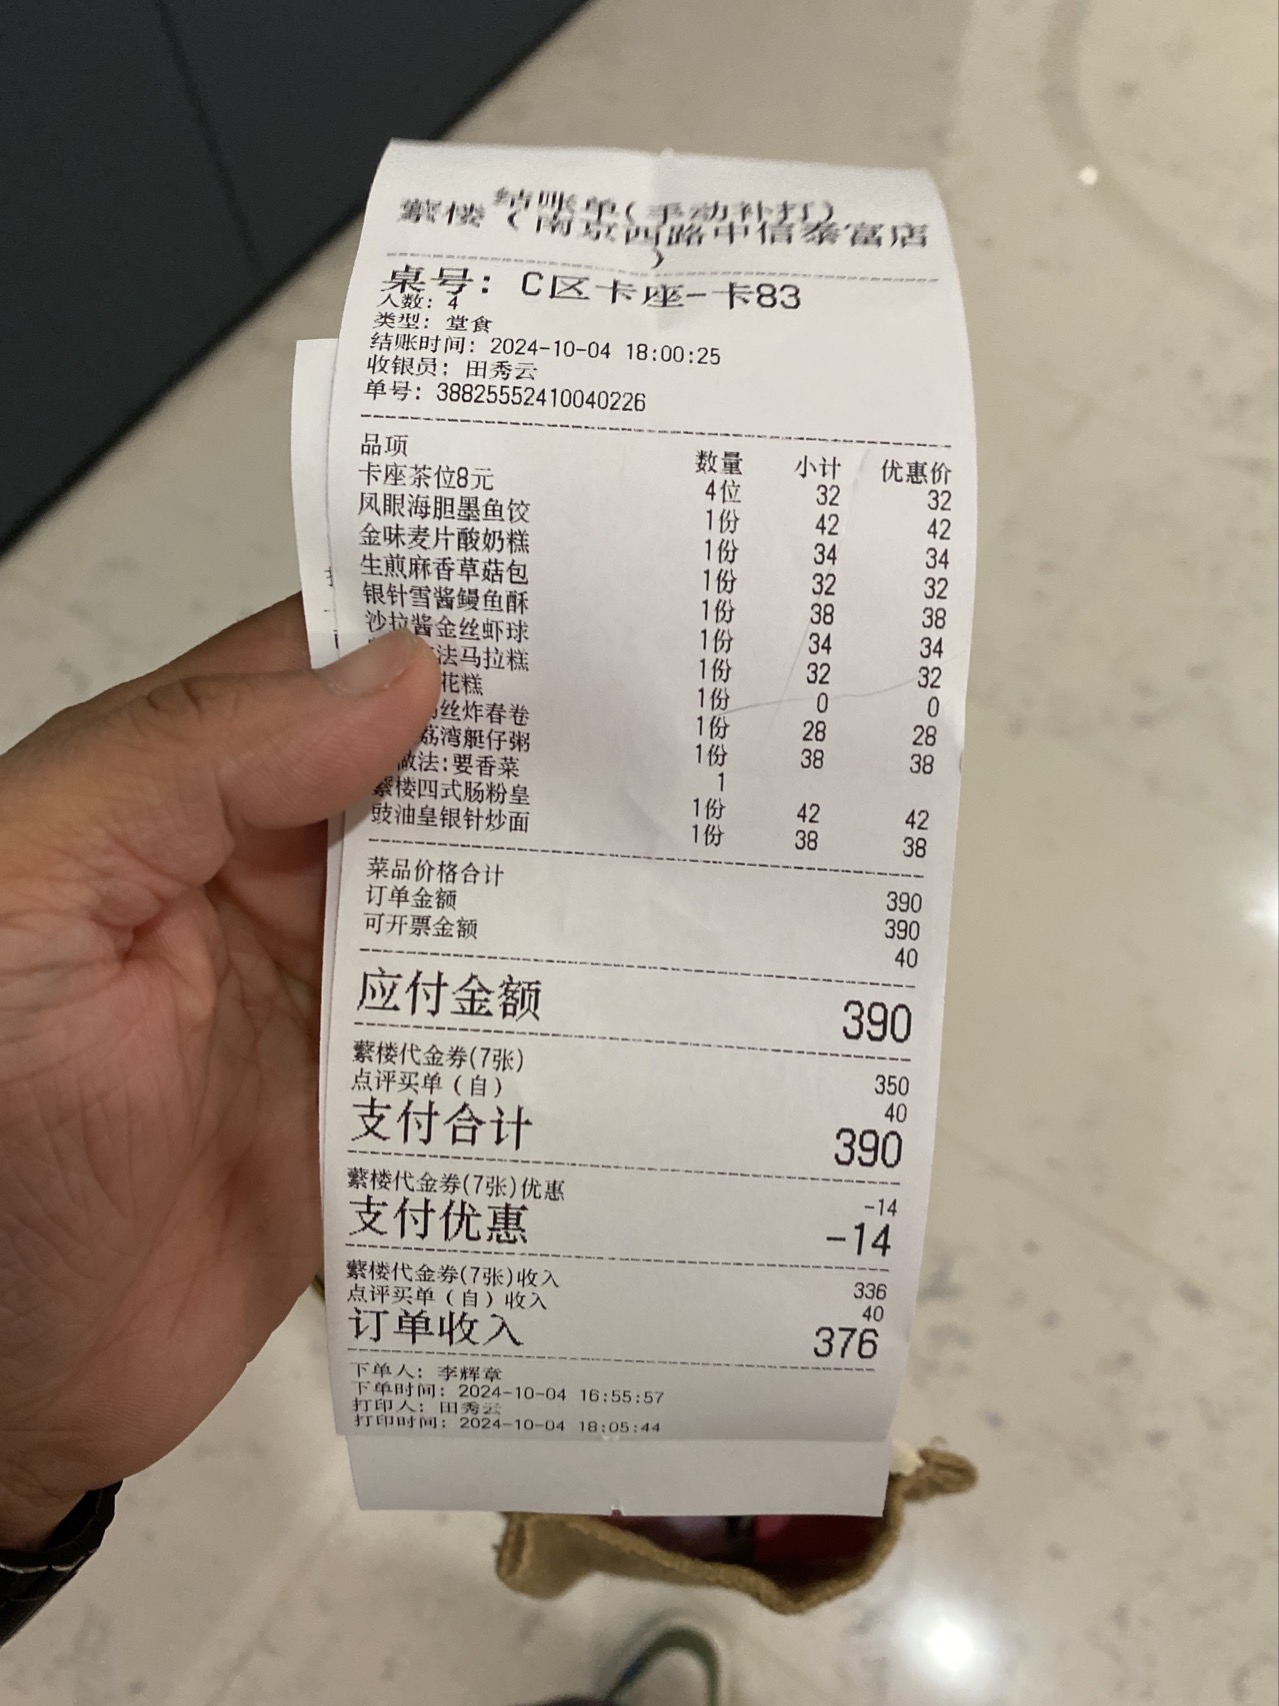 结账单(手动补打)
蘩楼（南京西路中信泰富店
）
桌号: C区卡座-卡83
人数: 4
类型: 堂食
结账时间: 2024-10-04 18:00:25
收银员: 田秀云
单号: 388255524100402​26
品项 数量 小计 优惠价
卡座茶位8元 4位 32 32
凤眼海胆墨鱼饺 1份 42 42
金味麦片酸奶糕 1份 34 34
生煎麻香草菇包 1份 32 32
银针雪酱鳗鱼酥 1份 38 38
沙拉酱金丝虾球 1份 34 34
法马拉糕 1份 32 32
花糕 1份 0 0
丝炸春卷 1份 28 28
荔湾艇仔粥 1份 38 38
做法:要香菜 1
蘩楼四式肠粉皇 1份 42 42
豉油皇银针炒面 1份 38 38
菜品价格合计 390
订单金额 390
可开票金额 40
应付金额 390
蘩楼代金券(7张) 350
点评买单（自） 40
支付合计 390
蘩楼代金券(7张)优惠 -14
支付优惠 -14
蘩楼代金券(7张)收入 336
点评买单（自）收入 40
订单收入 376
下单人: 李辉章
下单时间: 2024-10-04 16:55:57
打印人: 田秀云
打印时间: 2024-10-04 18:05:44